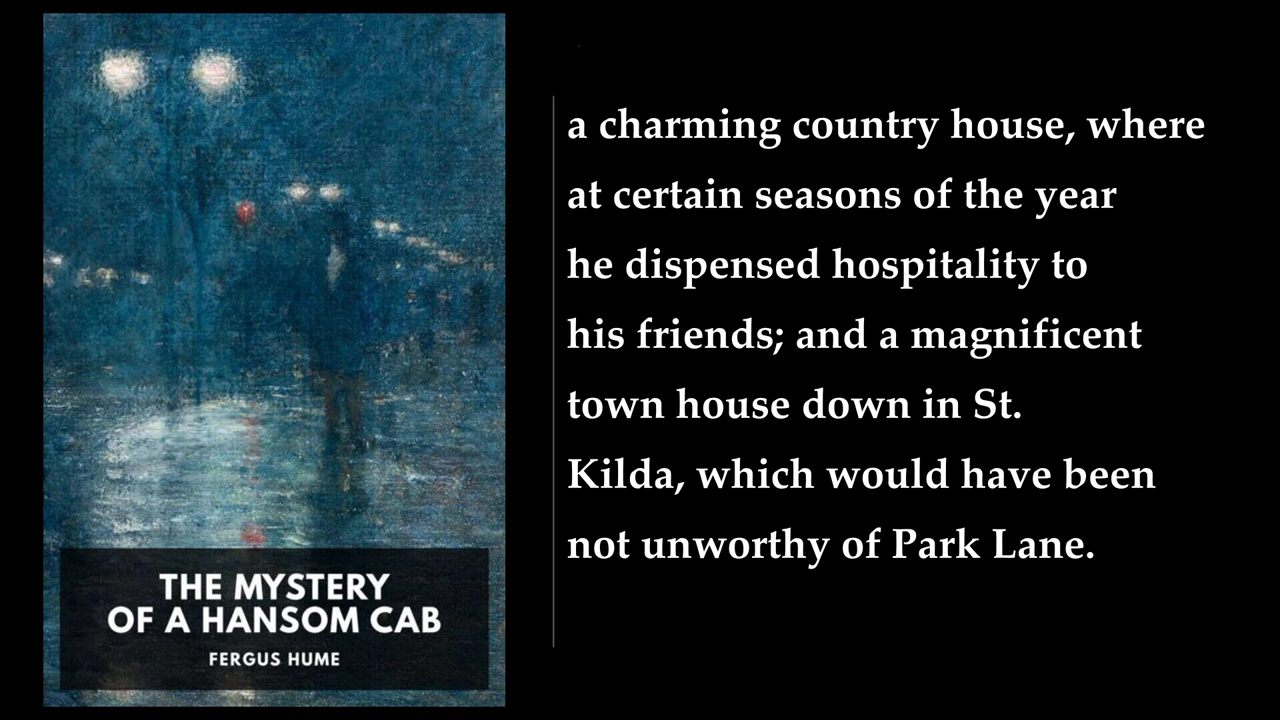 THE MYSTERY
OF A HANSOM CAB
FERGUS HUME
a charming country house, where
at certain seasons of the year
he dispensed hospitality to
his friends; and a magnificent
town house down in St.
Kilda, which would have been
not unworthy of Park Lane.